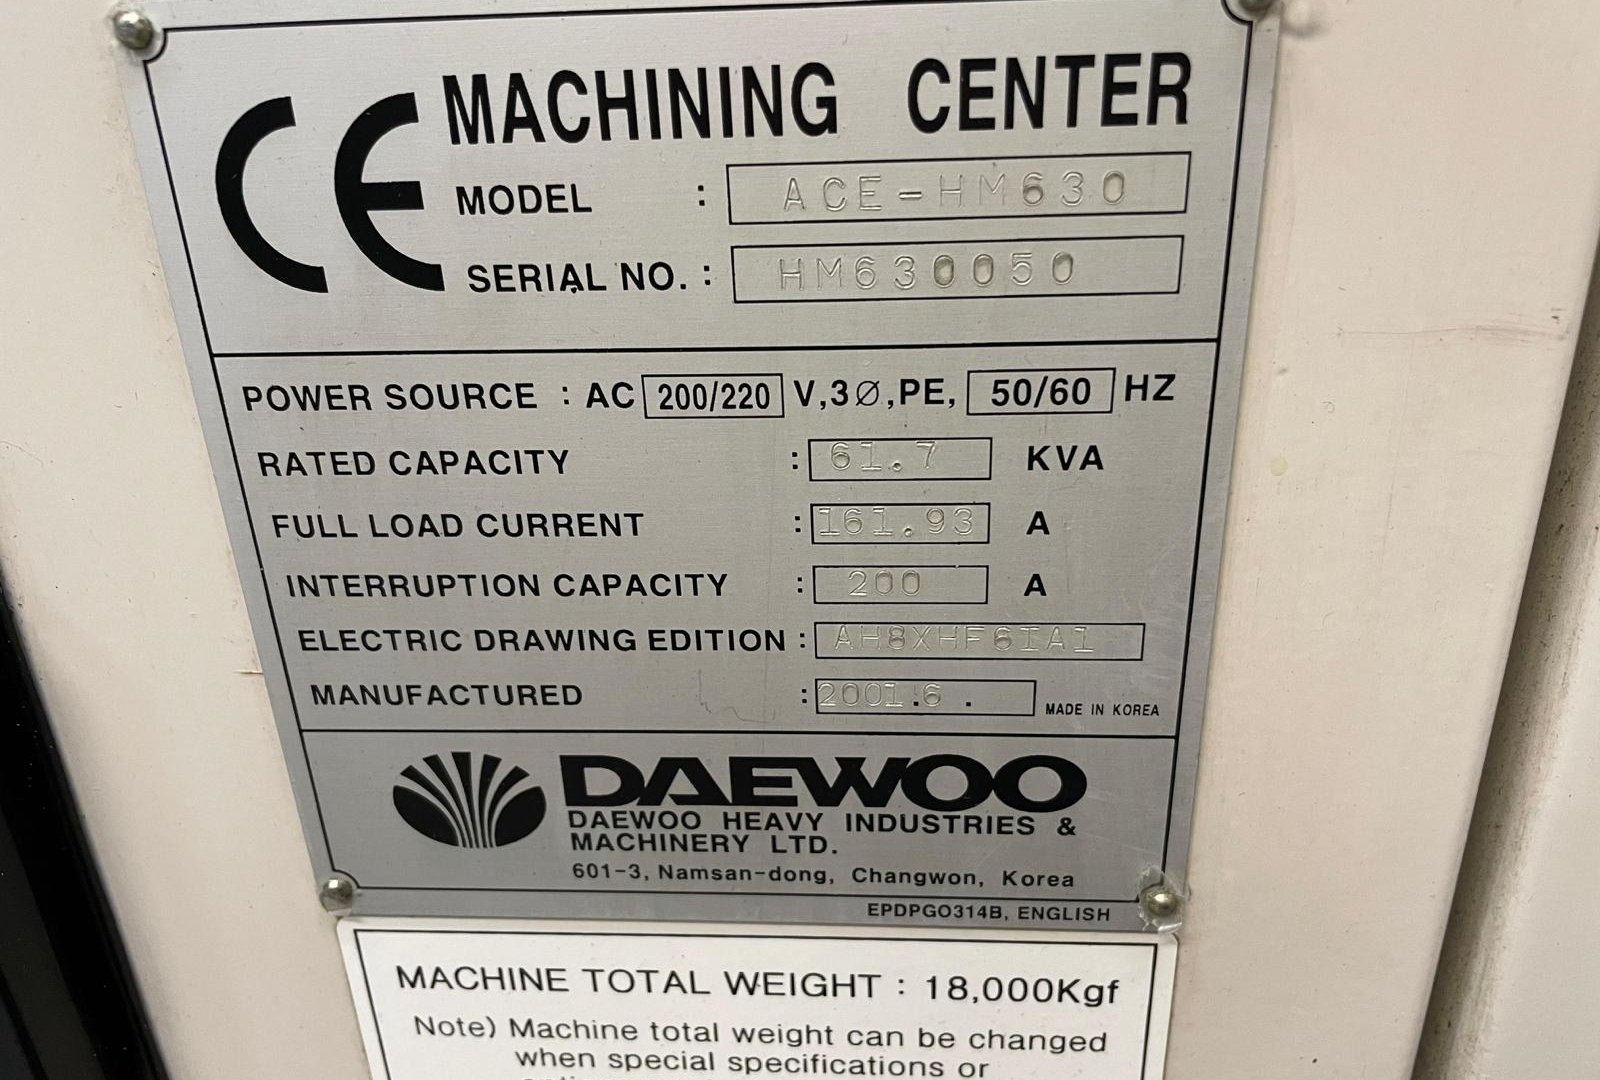 CE MACHINING CENTER
MODEL : ACE-HM630
SERIAL NO. : HM630050
POWER SOURCE : AC 200/220 V,3Ø,PE, 50/60 HZ
RATED CAPACITY : 61.7 KVA
FULL LOAD CURRENT : 161.93 A
INTERRUPTION CAPACITY : 200 A
ELECTRIC DRAWING EDITION : AH8XHF6IA1
MANUFACTURED : 2001.6 . MADE IN KOREA
DAEWOO
DAEWOO HEAVY INDUSTRIES &
MACHINERY LTD.
601-3, Namsan-dong, Changwon, Korea
EPDPGO314B, ENGLISH
MACHINE TOTAL WEIGHT : 18,000Kgf
Note) Machine total weight can be changed
when special specifications or